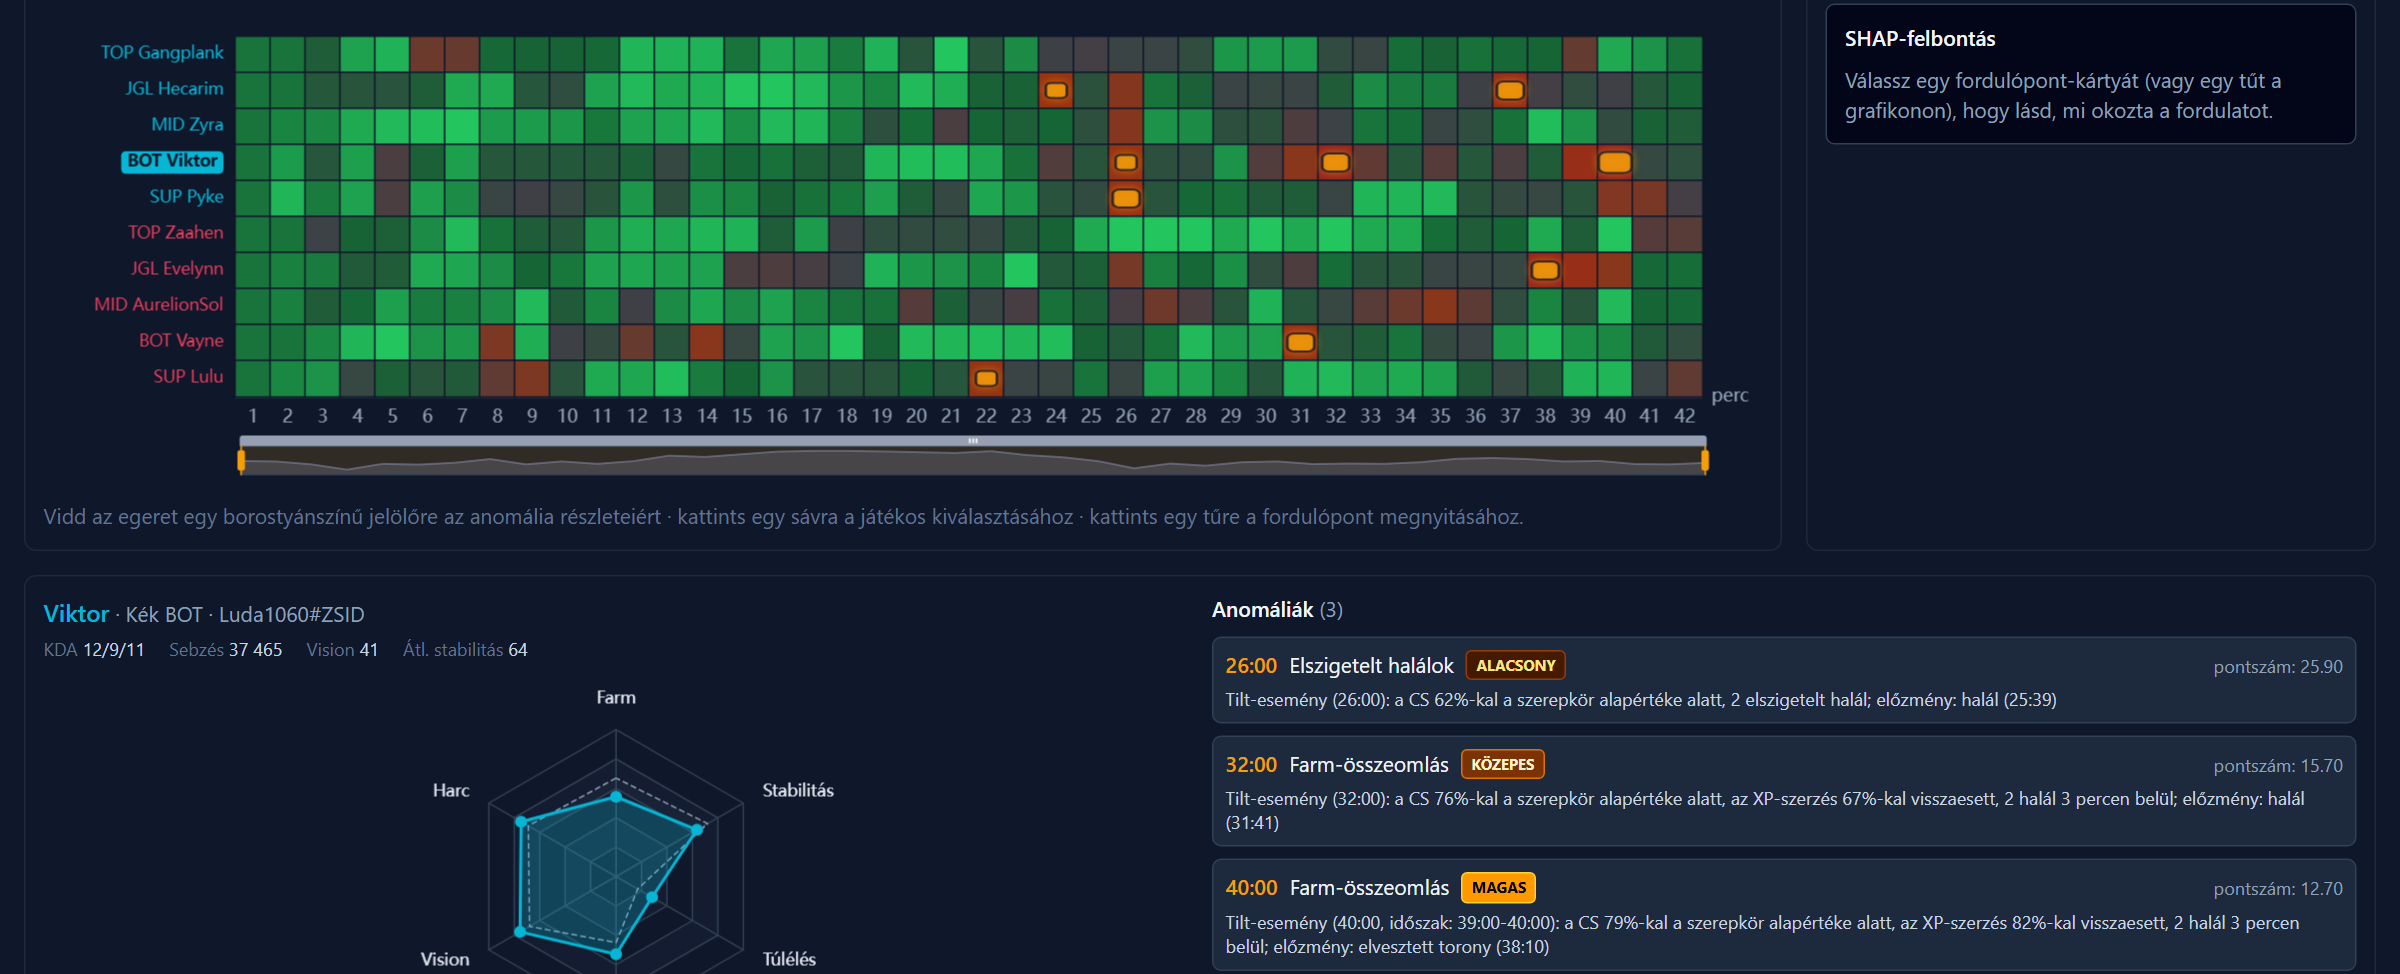 TOP Gangplank
JGL Hecarim
MID Zyra
BOT Viktor
SUP Pyke
TOP Zaahen
JGL Evelynn
MID AurelionSol
BOT Vayne
SUP Lulu
1 2 3 4 5 6 7 8 9 10 11 12 13 14 15 16 17 18 19 20 21 22 23 24 25 26 27 28 29 30 31 32 33 34 35 36 37 38 39 40 41 42
perc
Vidd az egeret egy borostyánszínű jelölőre az anomália részleteiért · kattints egy sávra a játékos kiválasztásához · kattints egy tűre a fordulópont megnyitásához.
SHAP-felbontás
Válassz egy fordulópont-kártyát (vagy egy tűt a
grafikonon), hogy lásd, mi okozta a fordulatot.
Viktor · Kék BOT · Luda1060#ZSID
KDA 12/9/11 Sebzés 37 465 Vision 41 Átl. stabilitás 64
Farm
Harc
Stabilitás
Vision
Túlélés
Anomáliák (3)
26:00 Elszigetelt halálok ALACSONY pontszám: 25.90
Tilt-esemény (26:00): a CS 62%-kal a szerepkör alapértéke alatt, 2 elszigetelt halál; előzmény: halál (25:39)
32:00 Farm-összeomlás KÖZEPES pontszám: 15.70
Tilt-esemény (32:00): a CS 76%-kal a szerepkör alapértéke alatt, az XP-szerzés 67%-kal visszaesett, 2 halál 3 percen belül; előzmény: halál
(31:41)
40:00 Farm-összeomlás MAGAS pontszám: 12.70
Tilt-esemény (40:00, időszak: 39:00-40:00): a CS 79%-kal a szerepkör alapértéke alatt, az XP-szerzés 82%-kal visszaesett, 2 halál 3 percen
belül; előzmény: elvesztett torony (38:10)